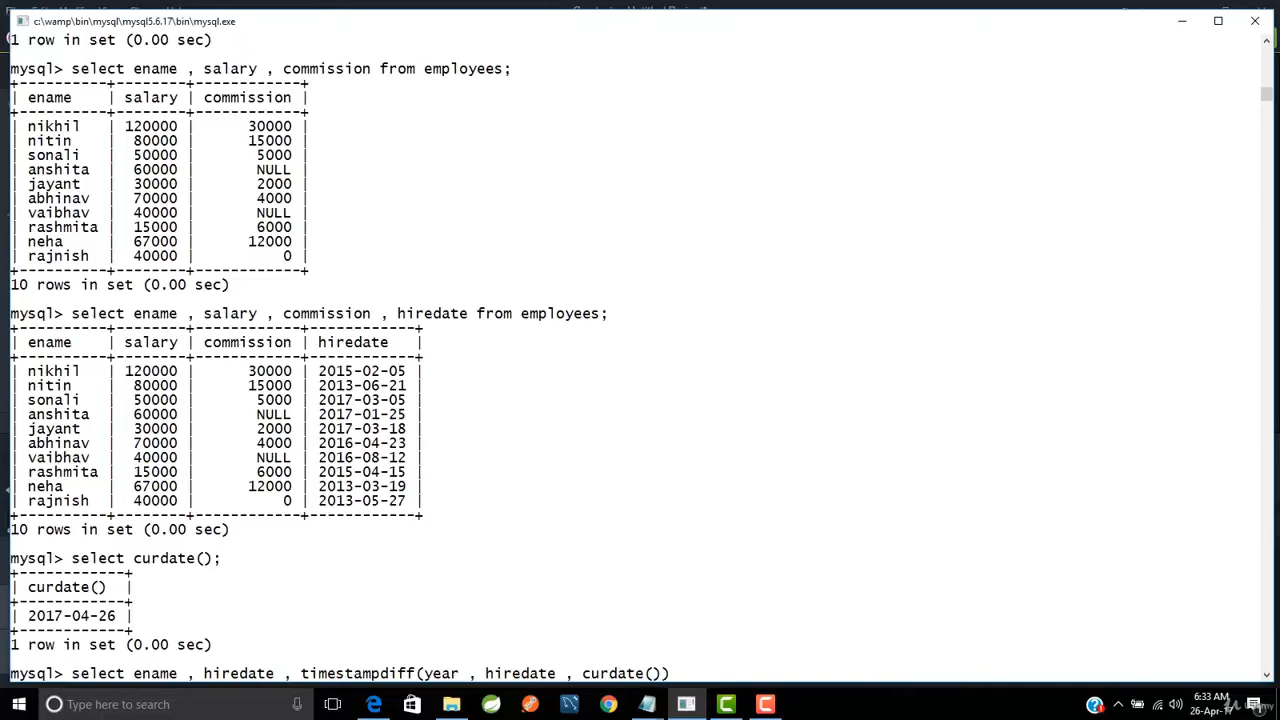 c:\wamp\bin\mysql\mysql5.6.17\bin\mysql.exe
1 row in set (0.00 sec)
mysql> select ename , salary , commission from employees;
+----------+--------+------------+
| ename    | salary | commission |
+----------+--------+------------+
| nikhil   | 120000 |      30000 |
| nitin    |  80000 |      15000 |
| sonali   |  50000 |       5000 |
| anshita  |  60000 |       NULL |
| jayant   |  30000 |       2000 |
| abhinav  |  70000 |       4000 |
| vaibhav  |  40000 |       NULL |
| rashmita |  15000 |       6000 |
| neha     |  67000 |      12000 |
| rajnish  |  40000 |          0 |
+----------+--------+------------+
10 rows in set (0.00 sec)
mysql> select ename , salary , commission , hiredate from employees;
+----------+--------+------------+------------+
| ename    | salary | commission | hiredate   |
+----------+--------+------------+------------+
| nikhil   | 120000 |      30000 | 2015-02-05 |
| nitin    |  80000 |      15000 | 2013-06-21 |
| sonali   |  50000 |       5000 | 2017-03-05 |
| anshita  |  60000 |       NULL | 2017-01-25 |
| jayant   |  30000 |       2000 | 2017-03-18 |
| abhinav  |  70000 |       4000 | 2016-04-23 |
| vaibhav  |  40000 |       NULL | 2016-08-12 |
| rashmita |  15000 |       6000 | 2015-04-15 |
| neha     |  67000 |      12000 | 2013-03-19 |
| rajnish  |  40000 |          0 | 2013-05-27 |
+----------+--------+------------+------------+
10 rows in set (0.00 sec)
mysql> select curdate();
+------------+
| curdate()  |
+------------+
| 2017-04-26 |
+------------+
1 row in set (0.00 sec)
mysql> select ename , hiredate , timestampdiff(year , hiredate , curdate())
Type here to search
6:33 AM
26-Apr-